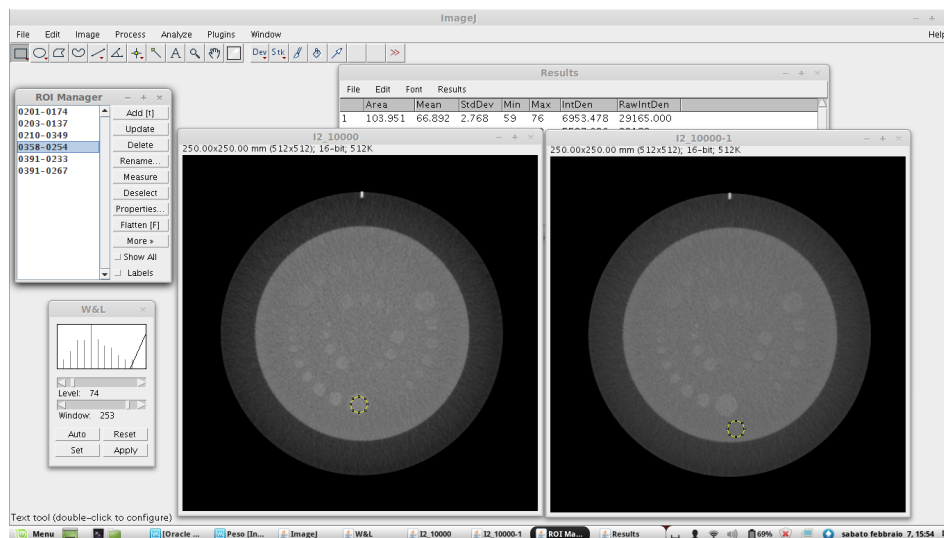 ImageJ
File Edit Image Process Analyze Plugins Window Help
Dev Stk >>
Results
File Edit Font Results
Area Mean StdDev Min Max IntDen RawIntDen
1 103.951 66.892 2.768 59 76 6953.478 29165.000
ROI Manager
0201-0174
0203-0137
0210-0349
0358-0254
0391-0233
0391-0267
Add [t]
Update
Delete
Rename...
Measure
Deselect
Properties...
Flatten [F]
More »
Show All
Labels
I2_10000
250.00x250.00 mm (512x512); 16-bit; 512K
I2_10000-1
250.00x250.00 mm (512x512); 16-bit; 512K
W&L
Level: 74
Window: 253
Auto Reset
Set Apply
Text tool (double-click to configure)
Menu [Oracle ... Peso [In... ImageJ W&L I2_10000 I2_10000-1 ROI Ma... Results 69% sabato febbraio 7, 15:54